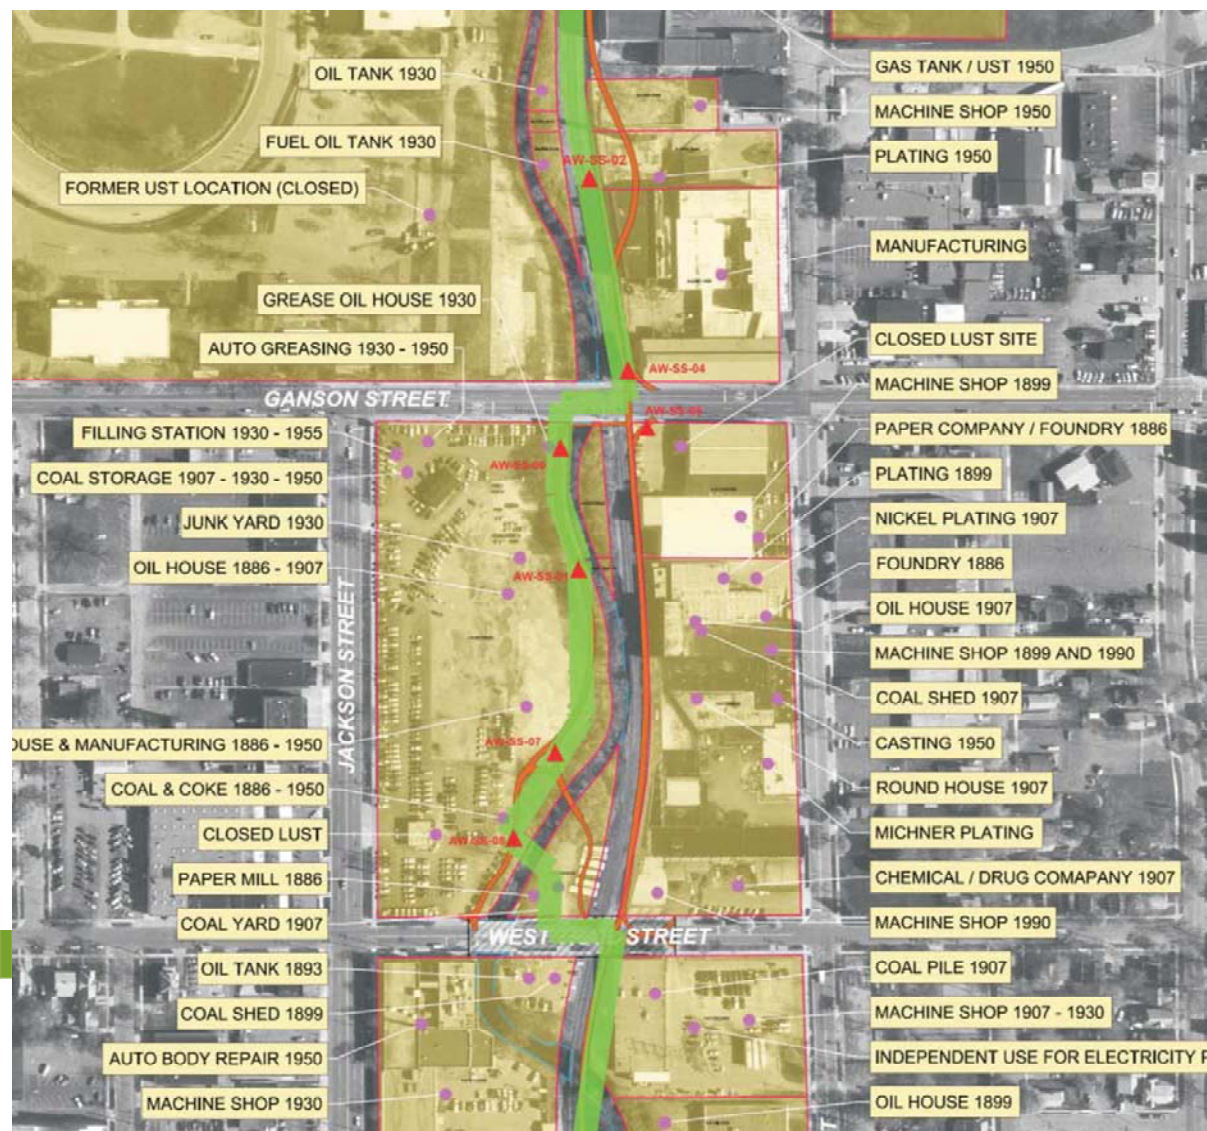 OIL TANK 1930
FUEL OIL TANK 1930
FORMER UST LOCATION (CLOSED)
GREASE OIL HOUSE 1930
AUTO GREASING 1930 - 1950
GANSON STREET
FILLING STATION 1930 - 1955
COAL STORAGE 1907 - 1930 - 1950
JUNK YARD 1930
OIL HOUSE 1886 - 1907
JACKSON STREET
OUSE & MANUFACTURING 1886 - 1950
COAL & COKE 1886 - 1950
CLOSED LUST
PAPER MILL 1886
COAL YARD 1907
WEST STREET
OIL TANK 1893
COAL SHED 1899
AUTO BODY REPAIR 1950
MACHINE SHOP 1930
AW-SS-02
AW-SS-04
AW-SS-07
GAS TANK / UST 1950
MACHINE SHOP 1950
PLATING 1950
MANUFACTURING
CLOSED LUST SITE
MACHINE SHOP 1899
PAPER COMPANY / FOUNDRY 1886
PLATING 1899
NICKEL PLATING 1907
FOUNDRY 1886
OIL HOUSE 1907
MACHINE SHOP 1899 AND 1990
COAL SHED 1907
CASTING 1950
ROUND HOUSE 1907
MICHNER PLATING
CHEMICAL / DRUG COMAPANY 1907
MACHINE SHOP 1990
COAL PILE 1907
MACHINE SHOP 1907 - 1930
INDEPENDENT USE FOR ELECTRICITY
OIL HOUSE 1899